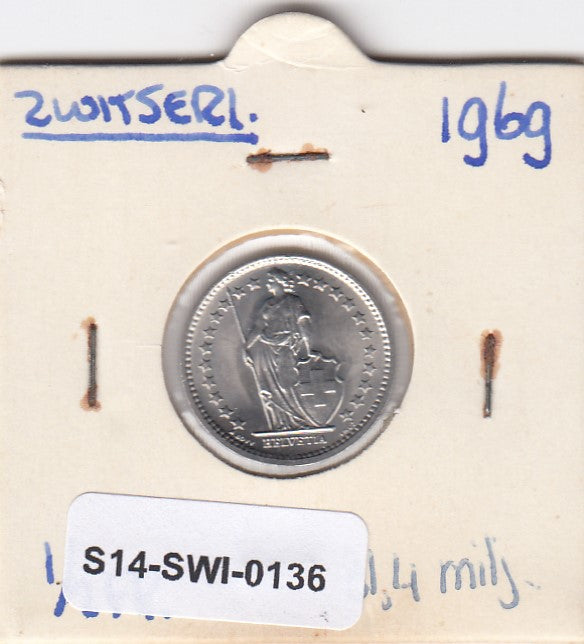 ZWITSERL.
1969
HELVETIA
S14-SWI-0136
1,4 milj.